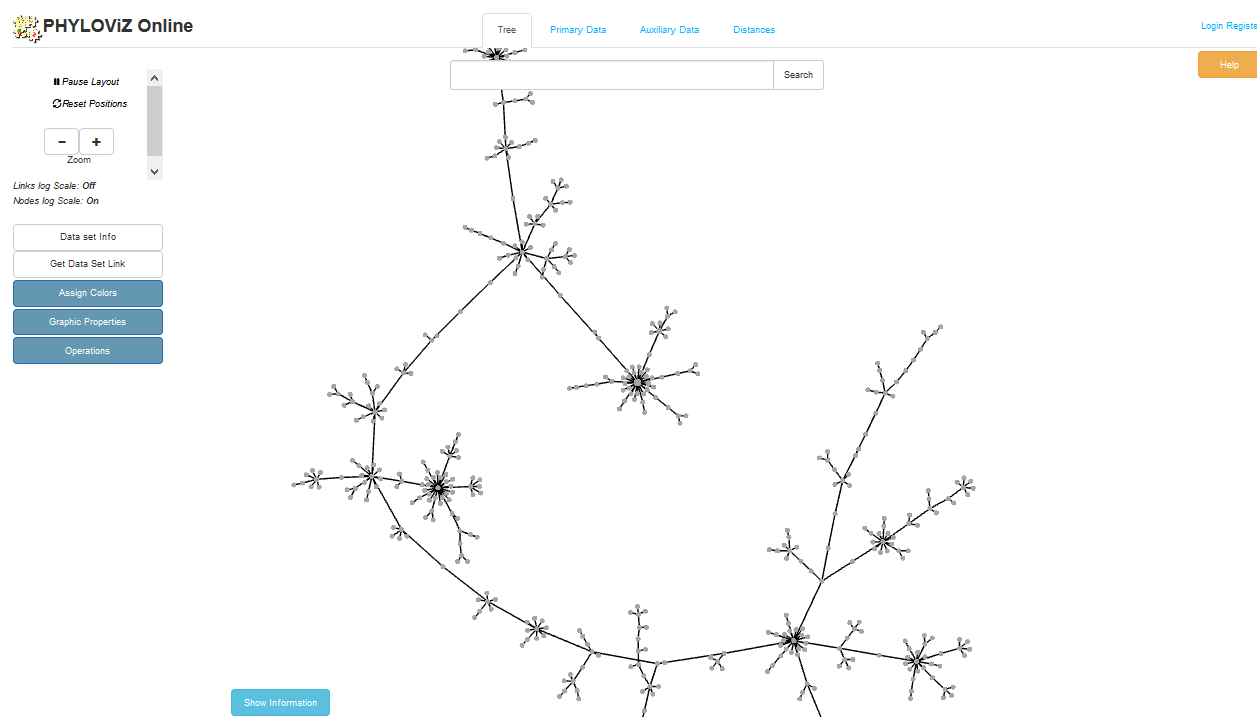 PHYLOViZ Online
Tree
Primary Data
Auxiliary Data
Distances
Login Registe
Help
Search
Pause Layout
Reset Positions
Zoom
Links log Scale: Off
Nodes log Scale: On
Data set Info
Get Data Set Link
Assign Colors
Graphic Properties
Operations
Show Information